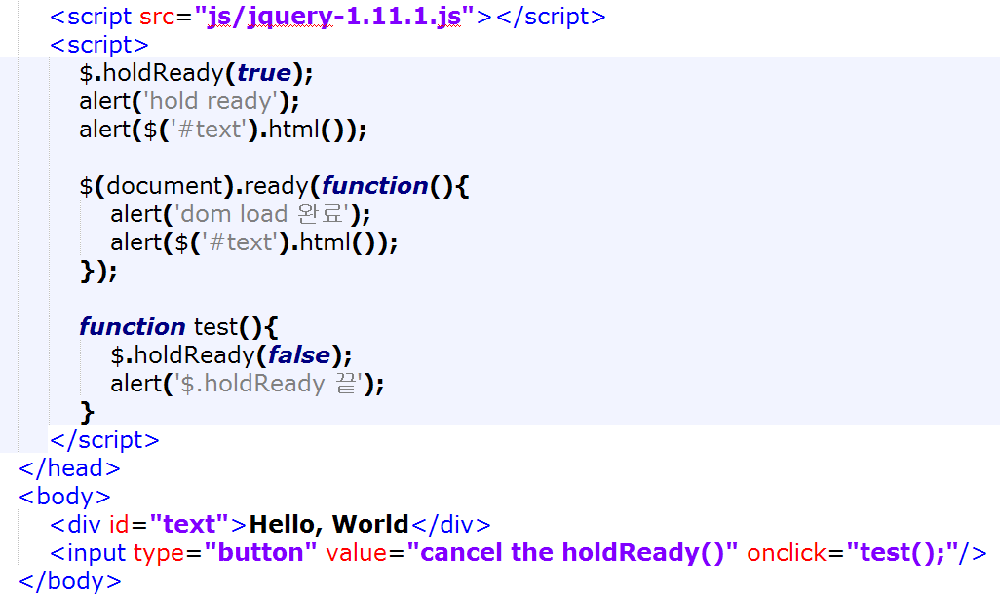 <script src="js/jquery-1.11.1.js"></script>
<script>
$.holdReady(true);
alert('hold ready');
alert($('#text').html());
$(document).ready(function(){
alert('dom load 완료');
alert($('#text').html());
});
function test(){
$.holdReady(false);
alert('$.holdReady 끝');
}
</script>
</head>
<body>
<div id="text">Hello, World</div>
<input type="button" value="cancel the holdReady()" onclick="test();"/>
</body>